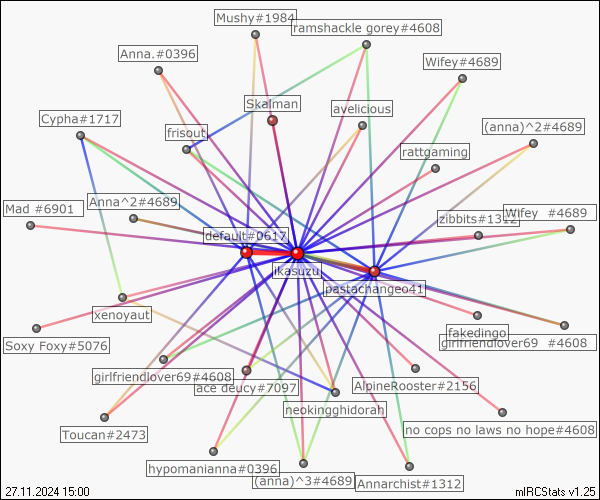 Mushy#1984
ramshackle gorey#4608
Anna.#0396
Wifey#4689
Skalman
avelicious
Cypha#1717
frisout
(anna)^2#4689
rattgaming
Anna^2#4689
Mad #6901
zibbits#1312
Wifey  #4689
default#0617
ikasuzu
pastachangeo41
xenoyaut
fakedingo
girlfriendlover69  #4608
Soxy Foxy#5076
girlfriendlover69#4608
ace deucy#7097
AlpineRooster#2156
neokingghidorah
Toucan#2473
no cops no laws no hope#4608
hypomanianna#0396
(anna)^3#4689
Annarchist#1312
27.11.2024 15:00
mIRCStats v1.25